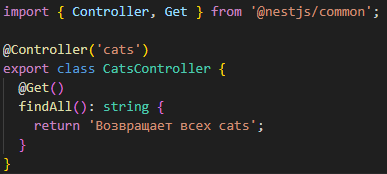 import { Controller, Get } from '@nestjs/common';
@Controller('cats')
export class CatsController {
@Get()
findAll(): string {
return 'Возвращает всех cats';
}
}